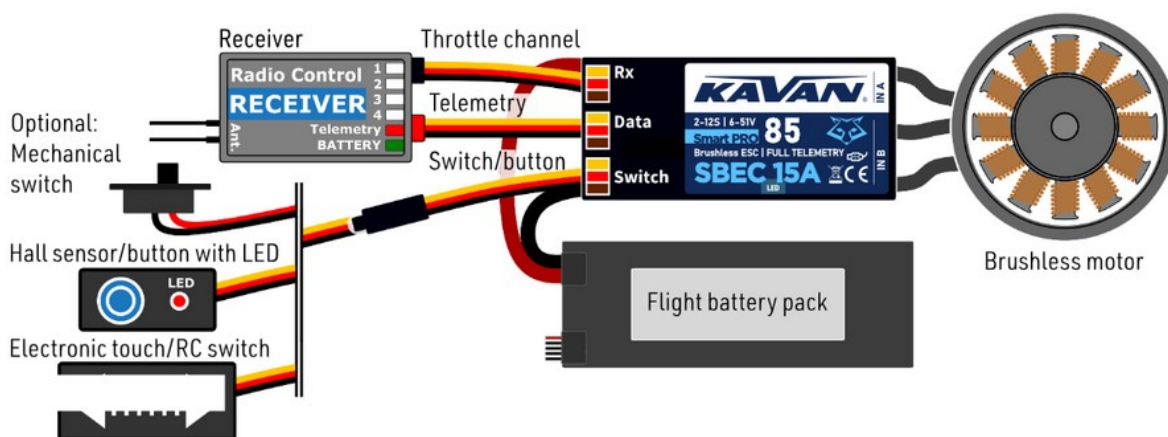 Receiver
Throttle channel
Radio Control
RECEIVER
1
2
3
4
Telemetry
BATTERY
Ant.
Telemetry
Switch/button
Optional:
Mechanical
switch
Hall sensor/button with LED
LED
Electronic touch/RC switch
Rx
Data
Switch
KAVAN®
2-12S | 6-51V
Smart PRO 85
Brushless ESC | FULL TELEMETRY
SBEC 15A
LED
CE
IN A
IN B
Flight battery pack
Brushless motor